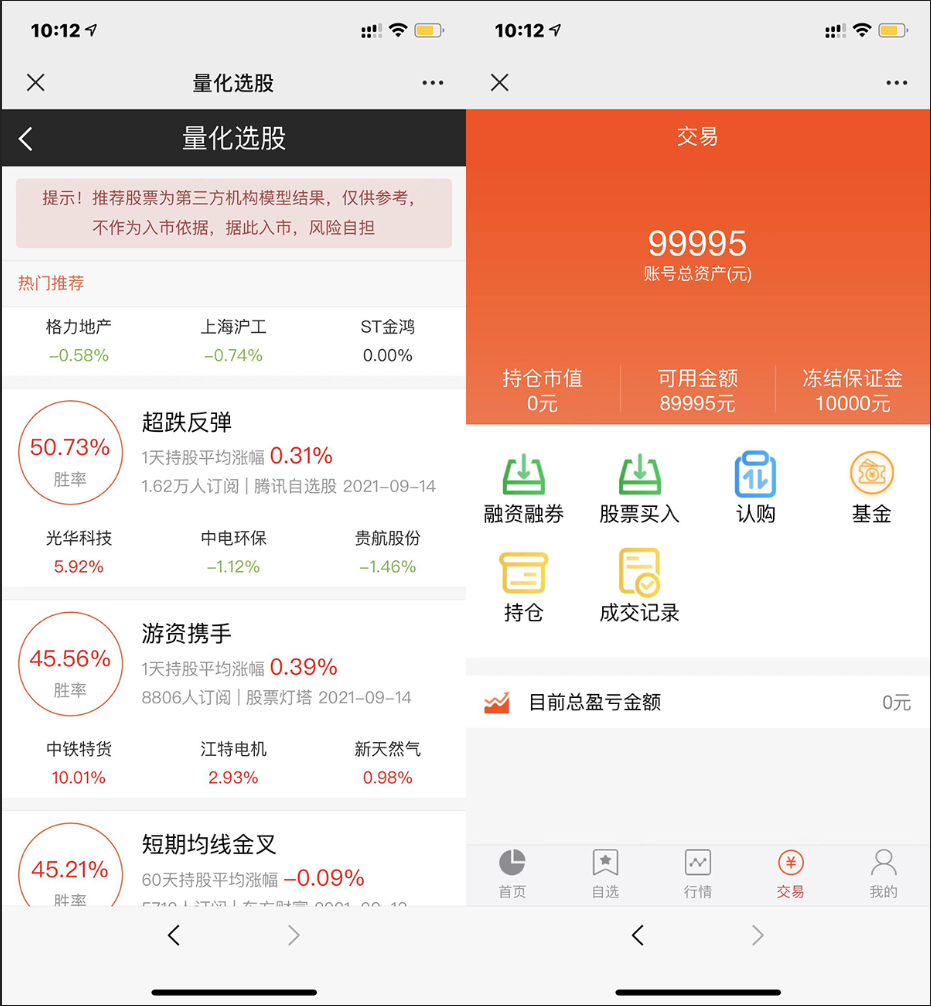 10:12
量化选股
量化选股
提示！推荐股票为第三方机构模型结果，仅供参考，
不作为入市依据，据此入市，风险自担
热门推荐
格力地产 上海沪工 ST金鸿
-0.58% -0.74% 0.00%
50.73%
胜率
超跌反弹
1天持股平均涨幅 0.31%
1.62万人订阅 | 腾讯自选股 2021-09-14
光华科技 中电环保 贵航股份
5.92% -1.12% -1.46%
45.56%
胜率
游资携手
1天持股平均涨幅 0.39%
8806人订阅 | 股票灯塔 2021-09-14
中铁特货 江特电机 新天然气
10.01% 2.93% 0.98%
45.21%
胜率
短期均线金叉
60天持股平均涨幅 -0.09%
10:12
交易
99995
账号总资产(元)
持仓市值 可用金额 冻结保证金
0元 89995元 10000元
融资融券 股票买入 认购 基金
持仓 成交记录
目前总盈亏金额 0元
首页 自选 行情 交易 我的